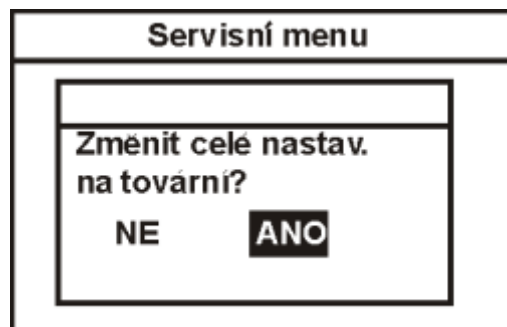 Servisní menu
Změnit celé nastav.
na tovární?
NE ANO